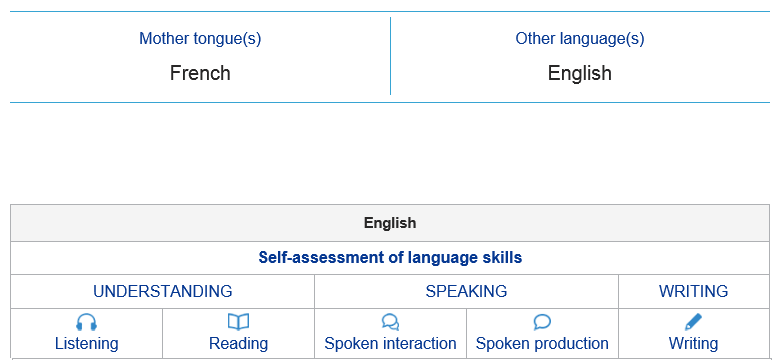 Mother tongue(s) Other language(s)
French English
English
Self-assessment of language skills
UNDERSTANDING SPEAKING WRITING
Listening Reading Spoken interaction Spoken production Writing